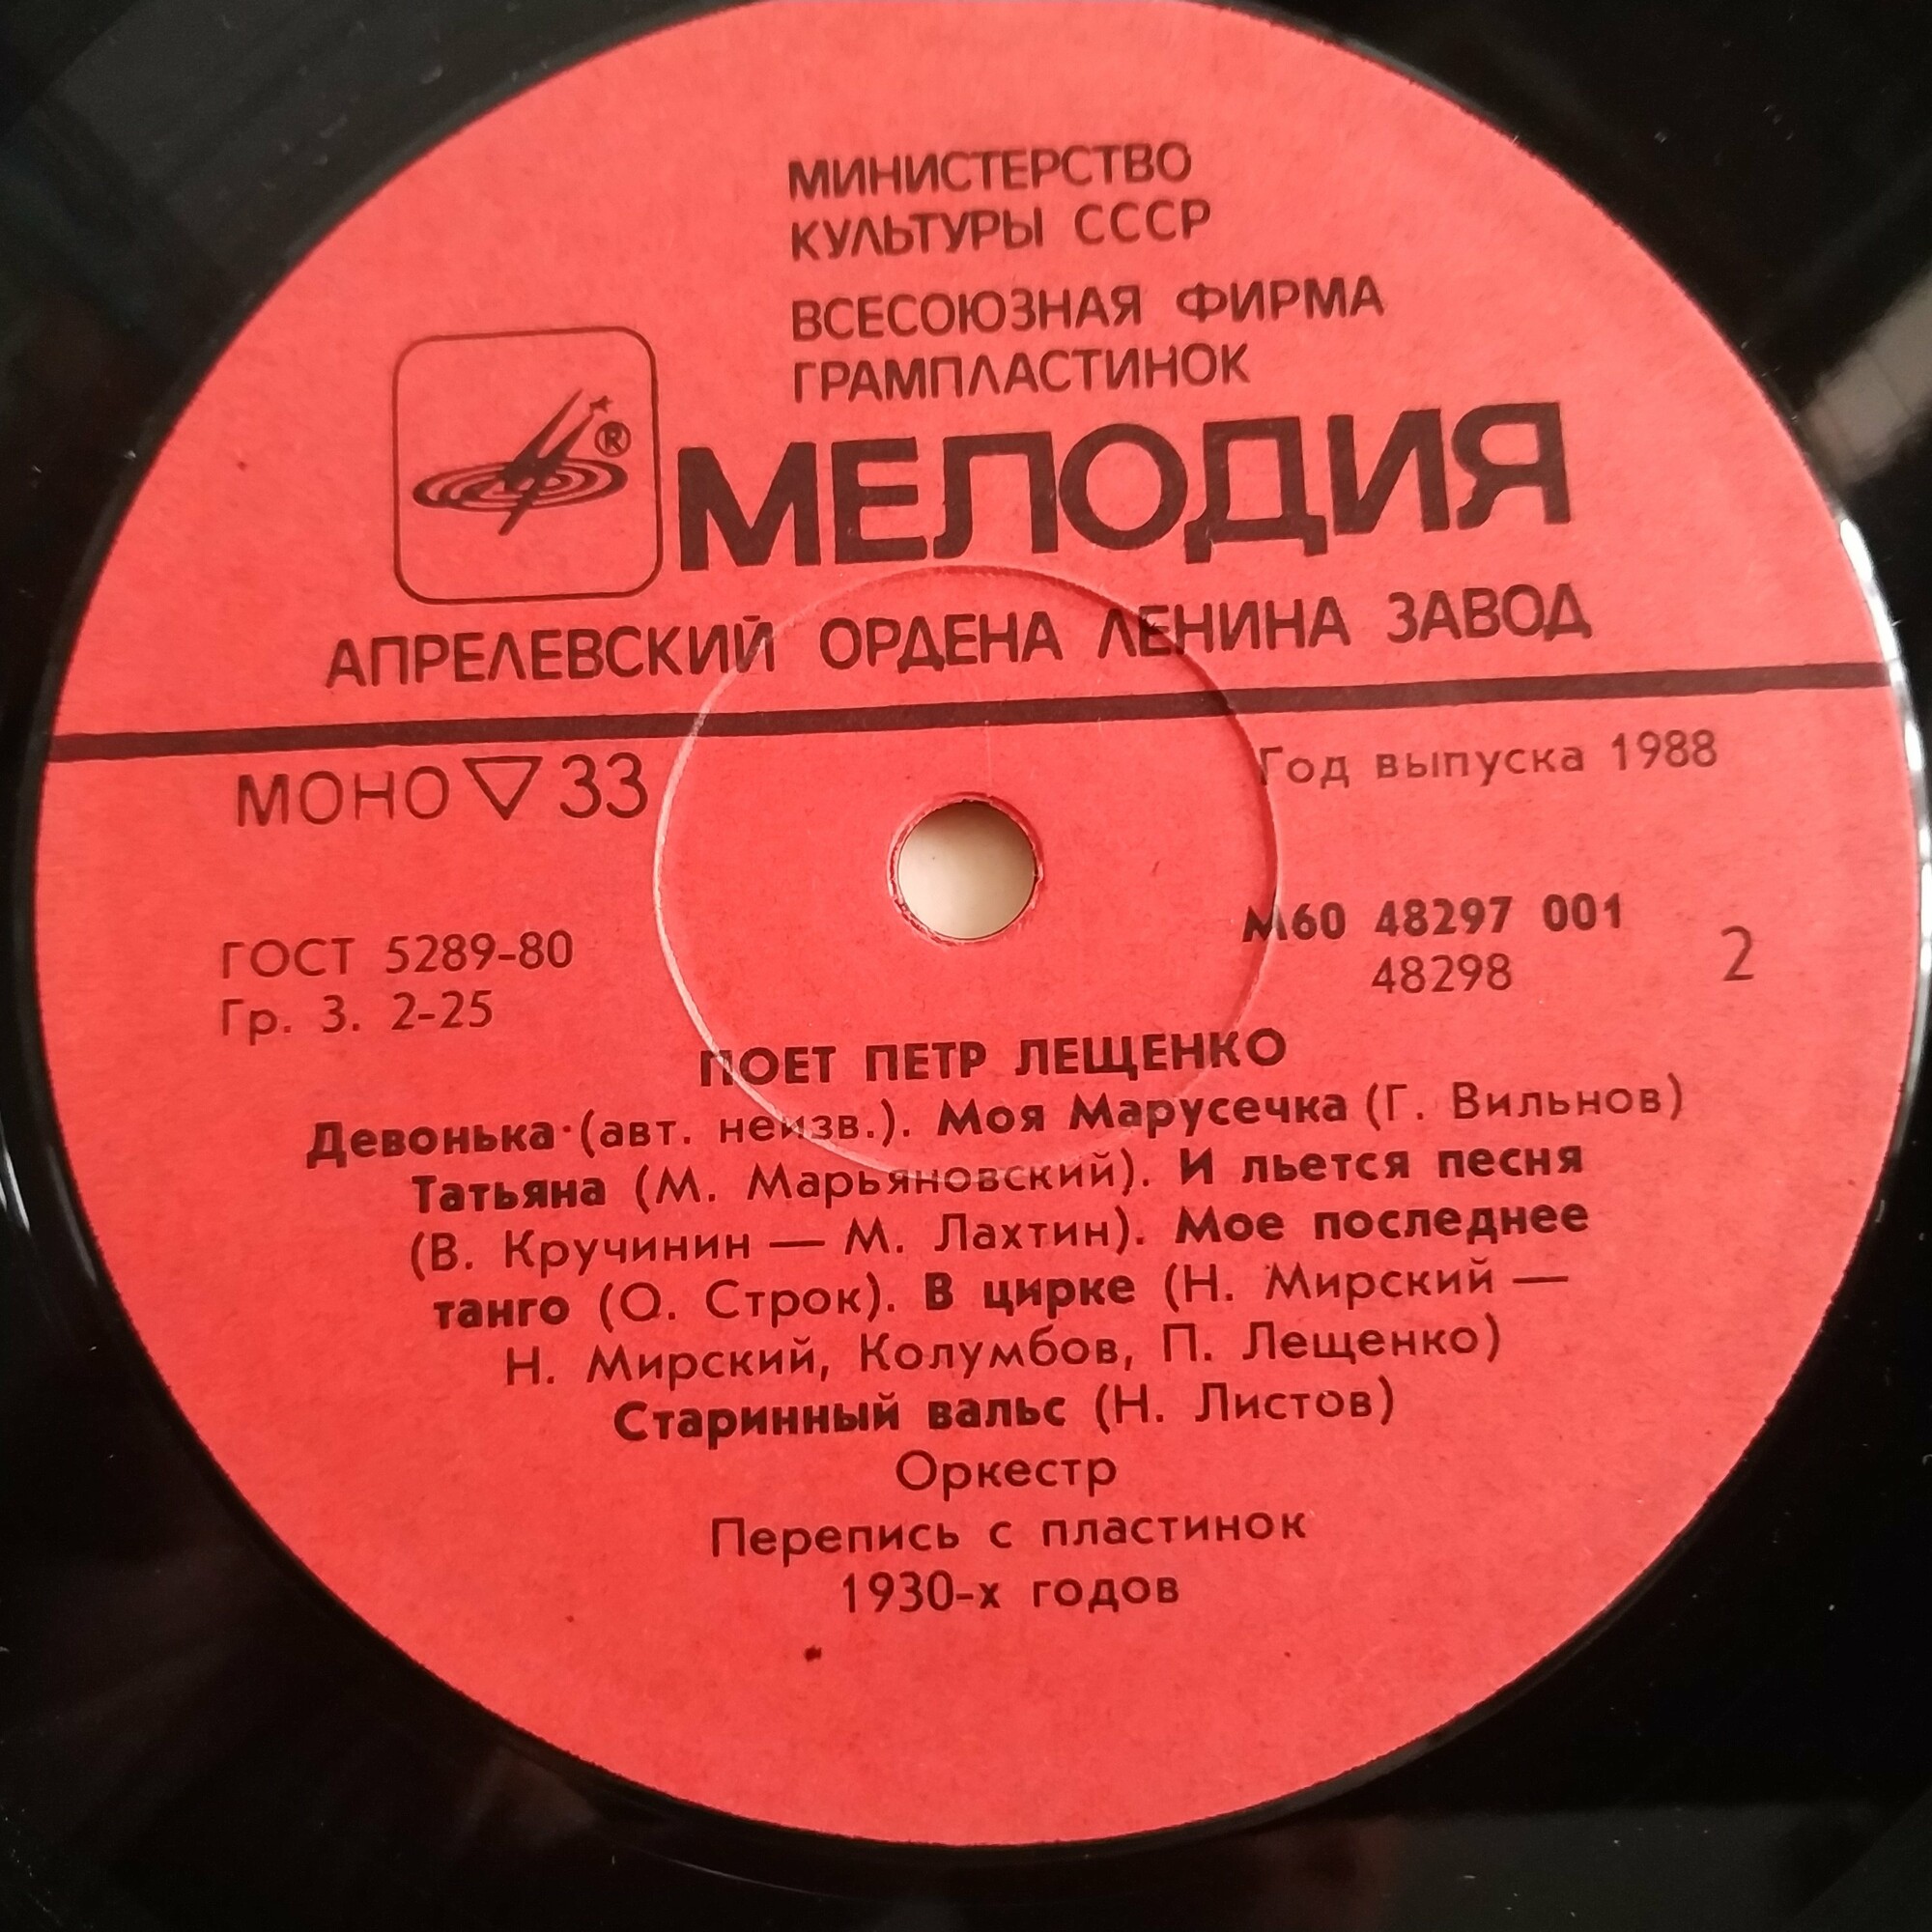 МИНИСТЕРСТВО
КУЛЬТУРЫ СССР
ВСЕСОЮЗНАЯ ФИРМА
ГРАМПЛАСТИНОК
®
МЕЛОДИЯ
АПРЕЛЕВСКИЙ ОРДЕНА ЛЕНИНА ЗАВОД
МОНО ▽ 33
Год выпуска 1988
ГОСТ 5289-80
Гр. 3. 2-25
М60 48297 001
48298
2
ПОЕТ ПЕТР ЛЕЩЕНКО
Девонька (авт. неизв.). Моя Марусечка (Г. Вильнов)
Татьяна (М. Марьяновский). И льется песня
(В. Кручинин — М. Лахтин). Мое последнее
танго (О. Строк). В цирке (Н. Мирский —
Н. Мирский, Колумбов, П. Лещенко)
Старинный вальс (Н. Листов)
Оркестр
Перепись с пластинок
1930-х годов